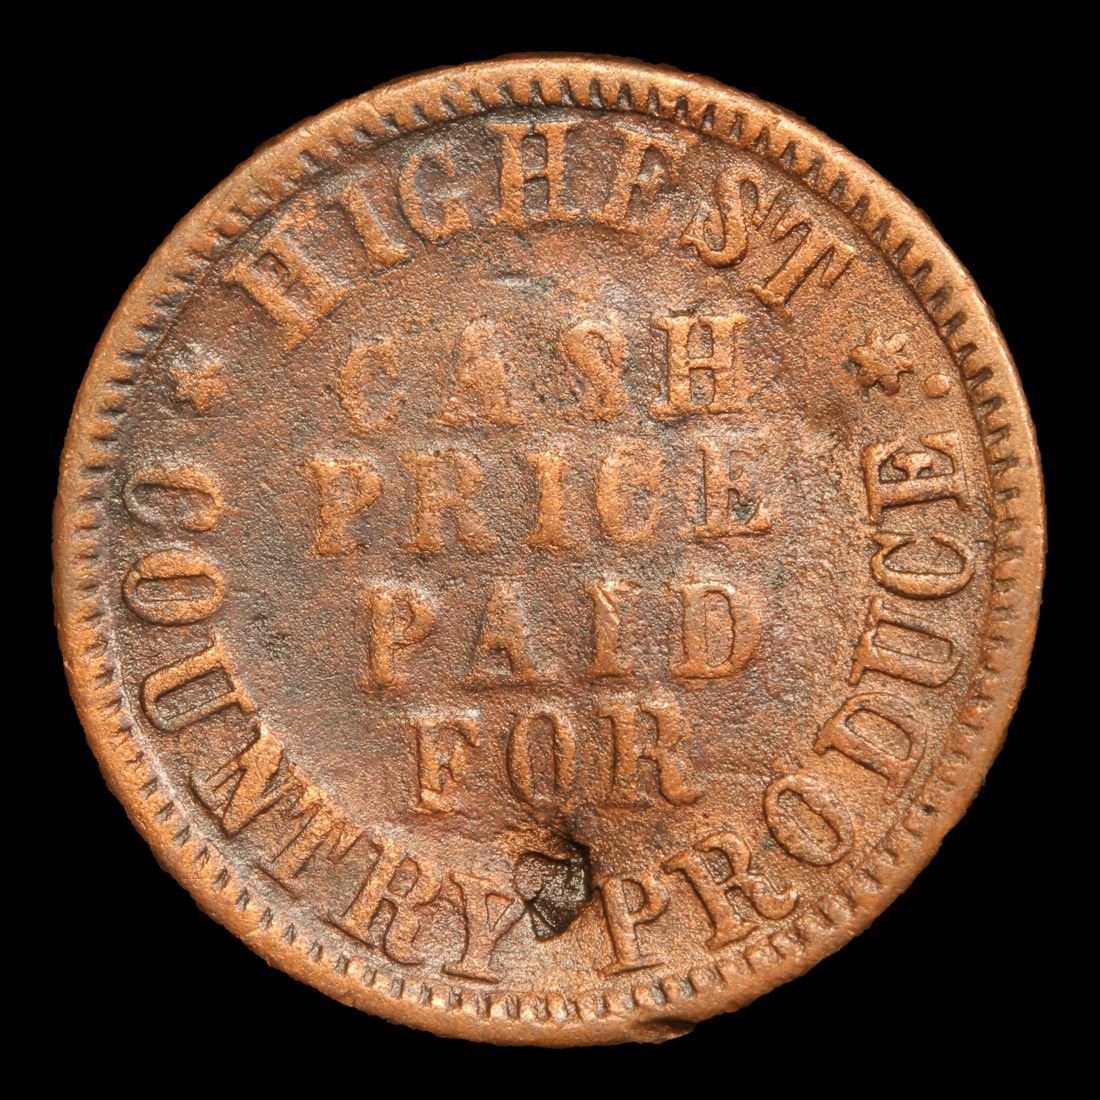 HIGHEST
CASH
PRICE
PAID
FOR
COUNTRY PRODUCE.